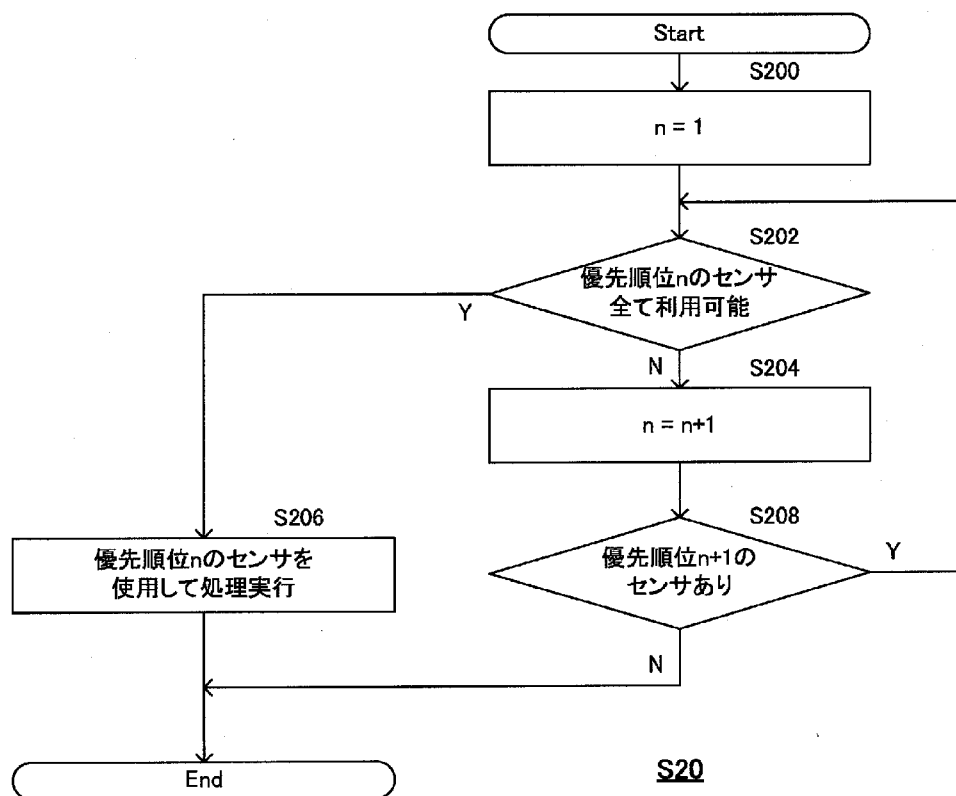 Start
S200
n = 1
S202
優先順位nのセンサ
全て利用可能
Y
N
S204
n = n+1
S206
優先順位nのセンサを
使用して処理実行
S208
優先順位n+1の
センサあり
Y
N
End
S20